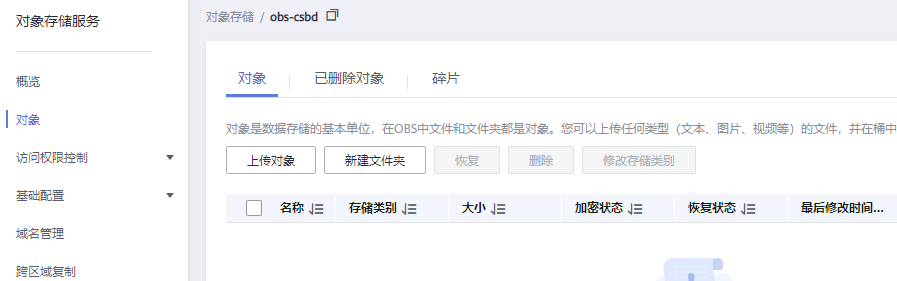 对象存储服务
对象存储 / obs-csbd
概览
对象
访问权限控制
基础配置
域名管理
跨区域复制
对象 已删除对象 碎片
对象是数据存储的基本单位，在OBS中文件和文件夹都是对象。您可以上传任何类型（文本、图片、视频等）的文件，并在桶中
上传对象 新建文件夹 恢复 删除 修改存储类别
名称 存储类别 大小 加密状态 恢复状态 最后修改时间...